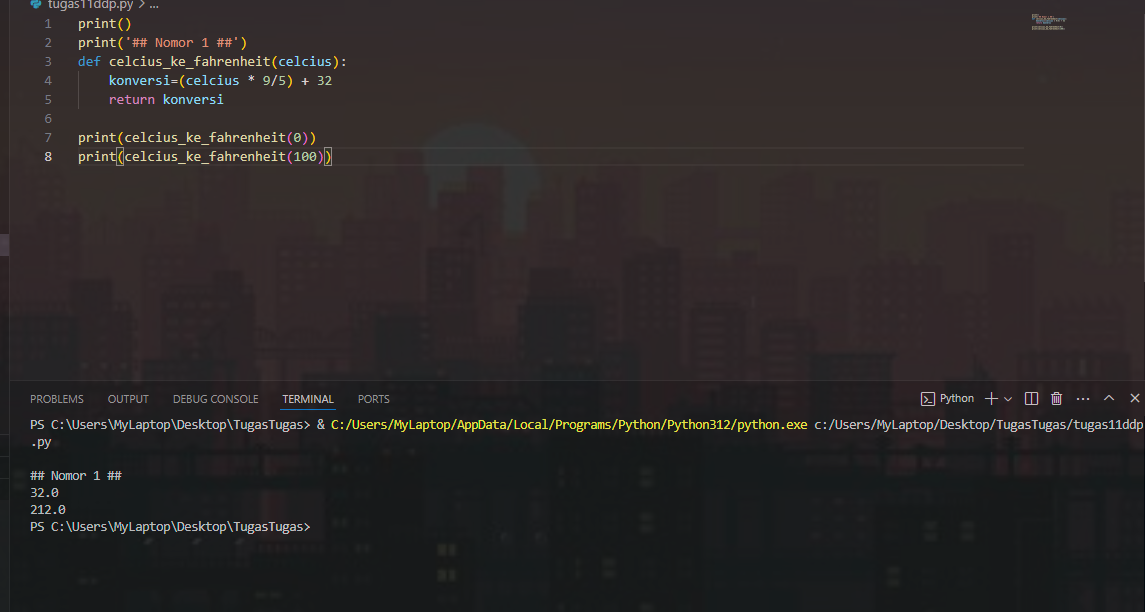 tugas11ddp.py > ...
1 print()
2 print('## Nomor 1 ##')
3 def celcius_ke_fahrenheit(celcius):
4     konversi=(celcius * 9/5) + 32
5     return konversi
6
7 print(celcius_ke_fahrenheit(0))
8 print(celcius_ke_fahrenheit(100))
PROBLEMS OUTPUT DEBUG CONSOLE TERMINAL PORTS Python
PS C:\Users\MyLaptop\Desktop\TugasTugas> & C:/Users/MyLaptop/AppData/Local/Programs/Python/Python312/python.exe c:/Users/MyLaptop/Desktop/TugasTugas/tugas11ddp
.py
## Nomor 1 ##
32.0
212.0
PS C:\Users\MyLaptop\Desktop\TugasTugas>